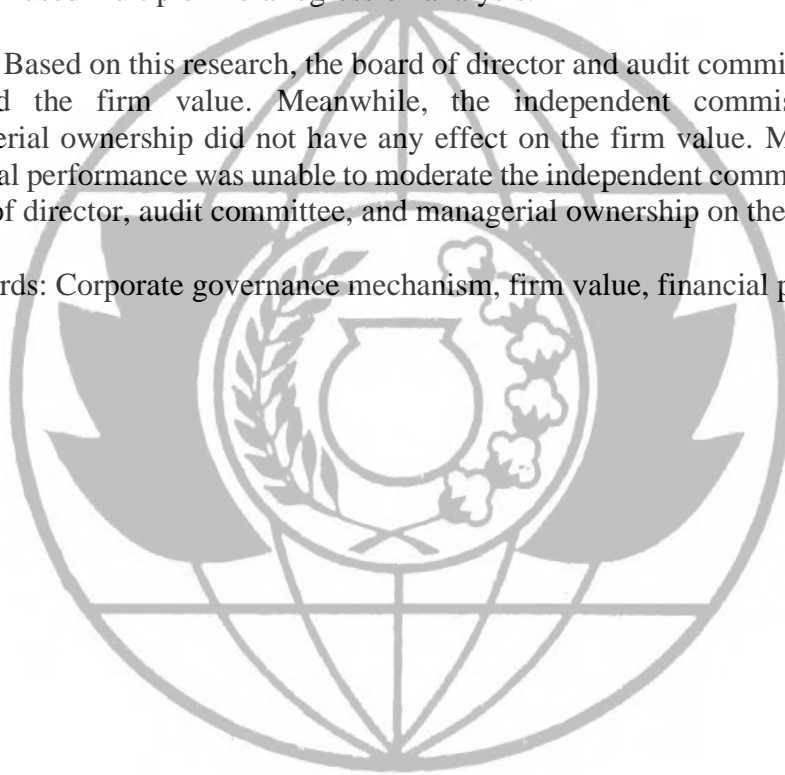 Based on this research, the board of director and audit commi
d the firm value. Meanwhile, the independent commis
erial ownership did not have any effect on the firm value. M
al performance was unable to moderate the independent comm
of director, audit committee, and managerial ownership on the
rds: Corporate governance mechanism, firm value, financial p